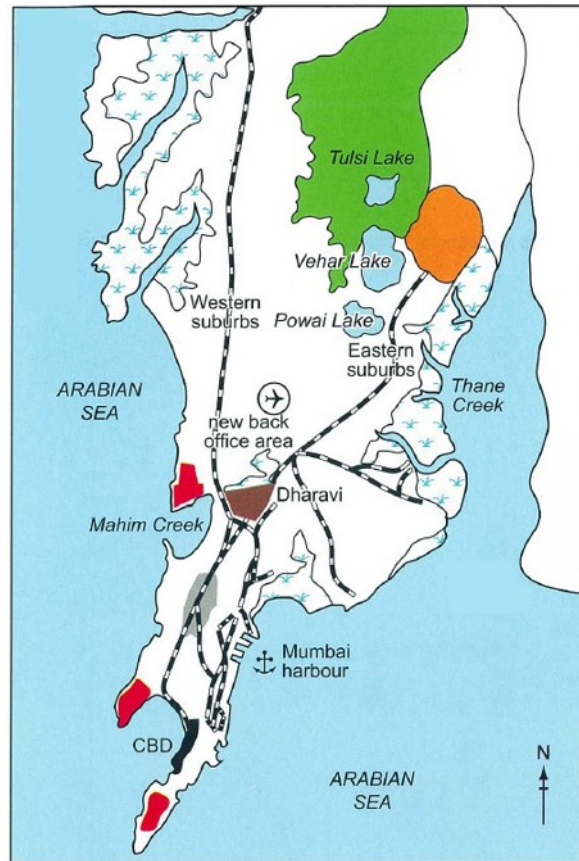 Tulsi Lake
Vehar Lake
Western
suburbs
Powai Lake
Eastern
suburbs
ARABIAN
SEA
Thane
Creek
new back
office area
Dharavi
Mahim Creek
Mumbai
harbour
CBD
N
ARABIAN
SEA